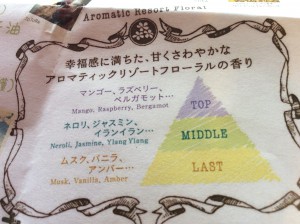 Aromatic Resort Floral
油
幸福感に満ちた、甘くさわやかな
アロマティックリゾートフローラルの香り
マンゴー、ラズベリー、
ベルガモット…
Mango, Raspberry, Bergamot
TOP
ネロリ、ジャスミン、
イランイラン…
Neroli, Jasmine, Ylang Ylang
MIDDLE
ムスク、バニラ、
アンバー…
Musk, Vanilla, Amber
LAST